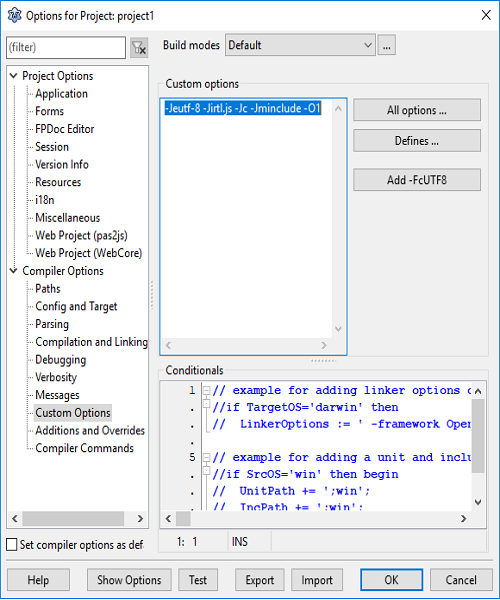 Options for Project: project1
(filter)
Build modes Default ...
Project Options
Application
Forms
FPDoc Editor
Session
Version Info
Resources
i18n
Miscellaneous
Web Project (pas2js)
Web Project (WebCore)
Compiler Options
Paths
Config and Target
Parsing
Compilation and Linking
Debugging
Verbosity
Messages
Custom Options
Additions and Overrides
Compiler Commands
Set compiler options as def
Custom options
-Jeutf-8 -Jirtl.js -Jc -Jminclude -O1
All options ...
Defines ...
Add -FcUTF8
Conditionals
1 // example for adding linker options o
. //if TargetOS='darwin' then
. //  LinkerOptions := ' -framework Open
.
5 // example for adding a unit and inclu
. //if SrcOS='win' then begin
. //  UnitPath += ';win';
. //  IncPath += ';win';
1: 1 INS
Help Show Options Test Export Import OK Cancel